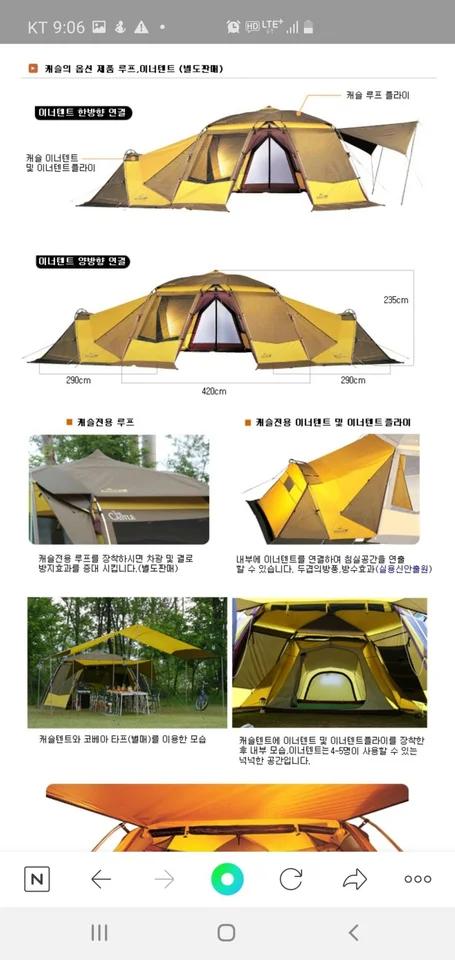 KT 9:06
HD LTE+
캐슬의 옵션 제품 루프,이너텐트 (별도판매)
이너텐트 한방향 연결
캐슬 루프 플라이
캐슬 이너텐트
및 이너텐트플라이
이너텐트 양방향 연결
235cm
290cm
290cm
420cm
캐슬전용 루프
캐슬전용 이너텐트 및 이너텐트플라이
CASTLE
캐슬전용 루프를 장착하시면 차광 및 결로
방지효과를 증대 시킵니다.(별도판매)
내부에 이너텐트를 연결하여 침실공간을 연출
할 수 있습니다. 두겹의방풍,방수효과(실용신안출원)
캐슬텐트와 코베아 타프(별매)를 이용한 모습
캐슬텐트에 이너텐트 및 이너텐트플라이를 장착한
후 내부 모습,이너텐트는4-5명이 사용할 수 있는
넉넉한 공간입니다.
N